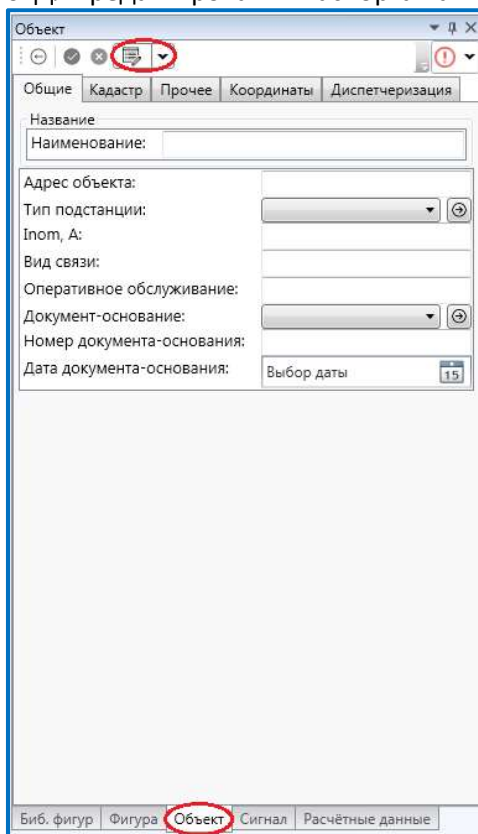 Объект
Общие Кадастр Прочее Координаты Диспетчеризация
Название
Наименование:
Адрес объекта:
Тип подстанции:
Inom, A:
Вид связи:
Оперативное обслуживание:
Документ-основание:
Номер документа-основания:
Дата документа-основания: Выбор даты 15
Биб. фигур Фигура Объект Сигнал Расчётные данные